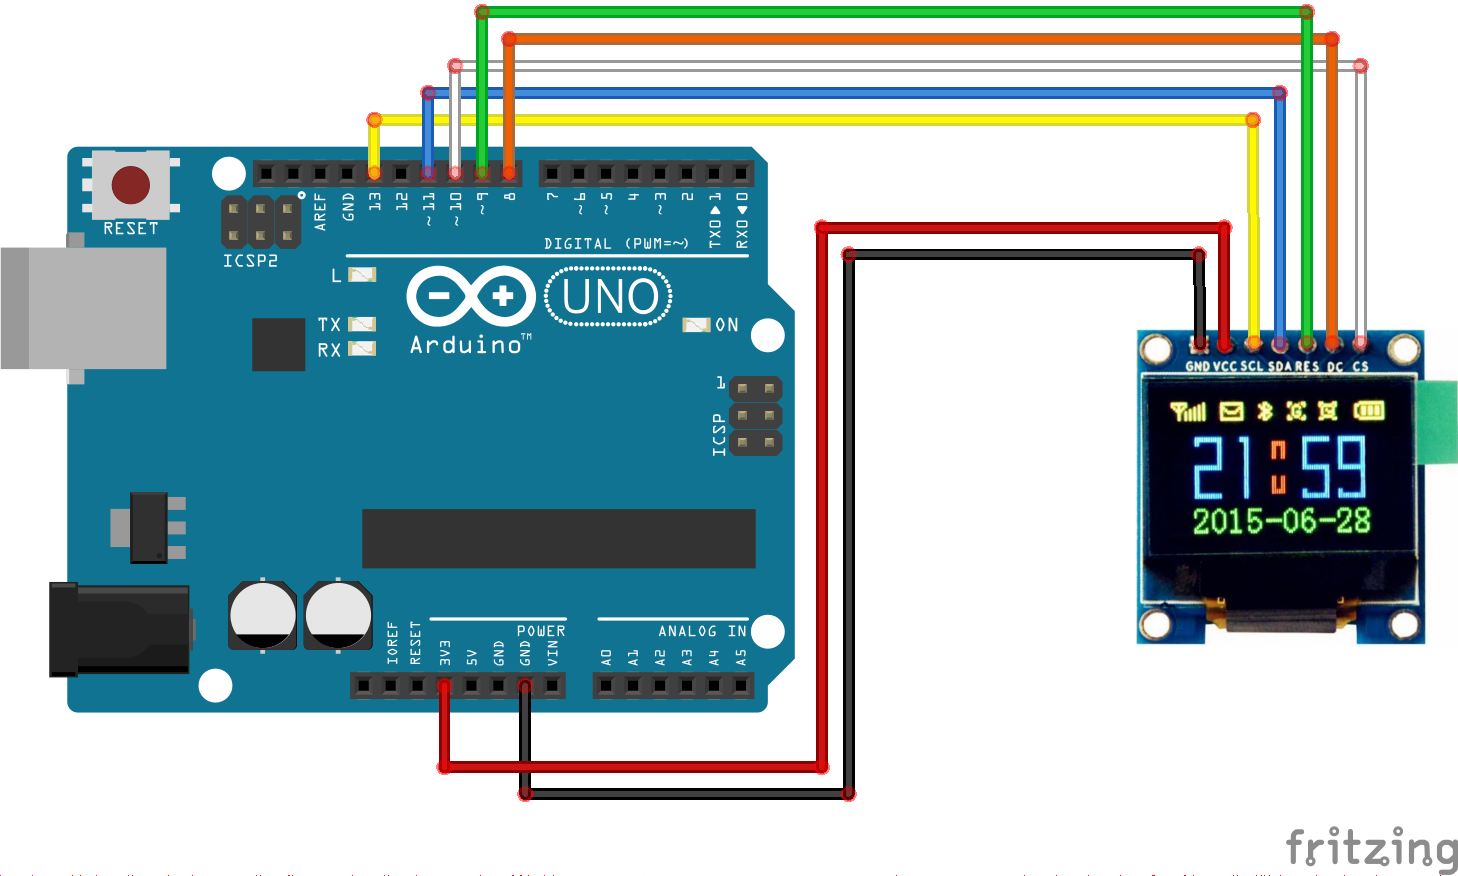 RESET
ICSP2
AREF
GND
13
12
~11
~10
~9
8
7
~6
~5
4
~3
2
TX0▶1
RX0◀0
DIGITAL (PWM=~)
L
TX
RX
Arduino™
UNO
ON
1
ICSP
IOREF
RESET
3V3
5V
GND
GND
VIN
POWER
ANALOG IN
A0
A1
A2
A3
A4
A5
GND VCC SCL SDA RES DC CS
21:59
2015-06-28
fritzing